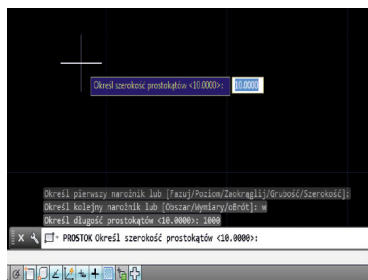 Określ szerokość prostokątów <10.0000>: 10.0000
Określ pierwszy narożnik lub [Fazuj/Poziom/Zaokrąglij/Grubość/Szerokość]:
Określ kolejny narożnik lub [Obszar/Wymiary/oBrót]: w
Określ długość prostokątów <10.0000>: 1000
PROSTOK Określ szerokość prostokątów <10.0000>: